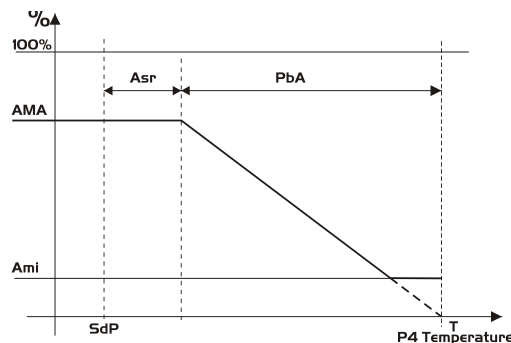 %
100%
Asr
PbA
AMA
Ami
SdP
T
P4 Temperature